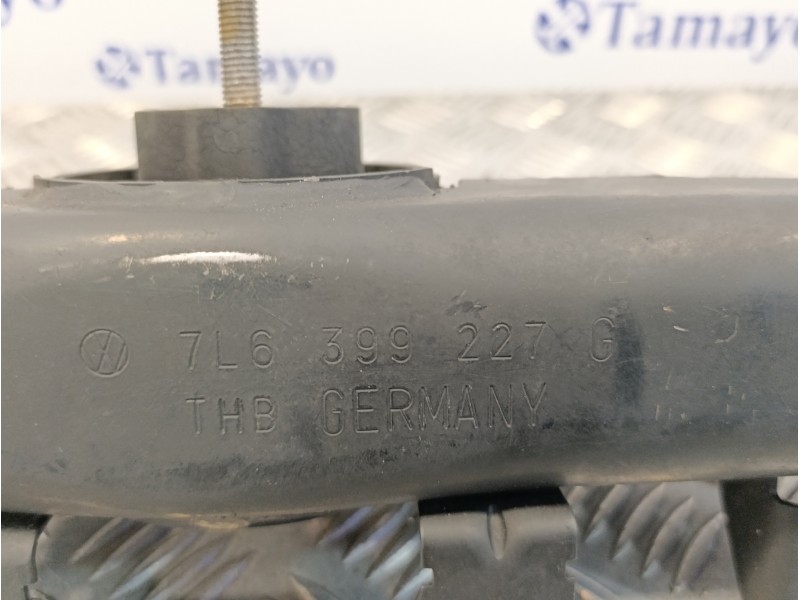 Tamayo
Tamayo
7L6 399 227 G
THB GERMANY